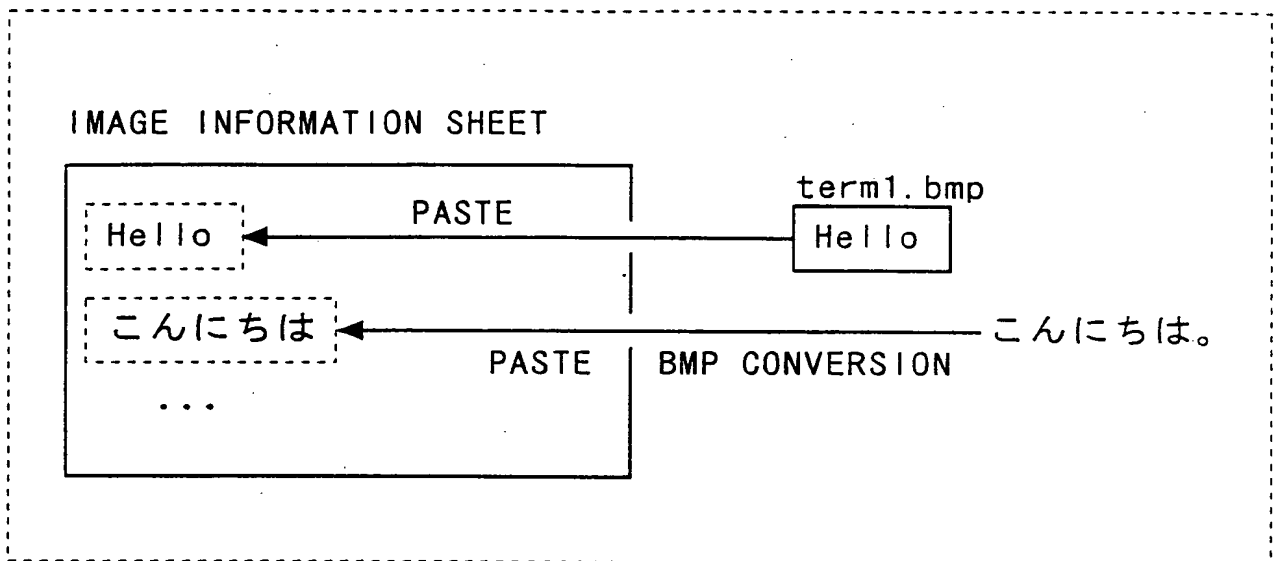 IMAGE INFORMATION SHEET
term1.bmp
Hello
PASTE
Hello
こんにちは
こんにちは。
PASTE
BMP CONVERSION
...